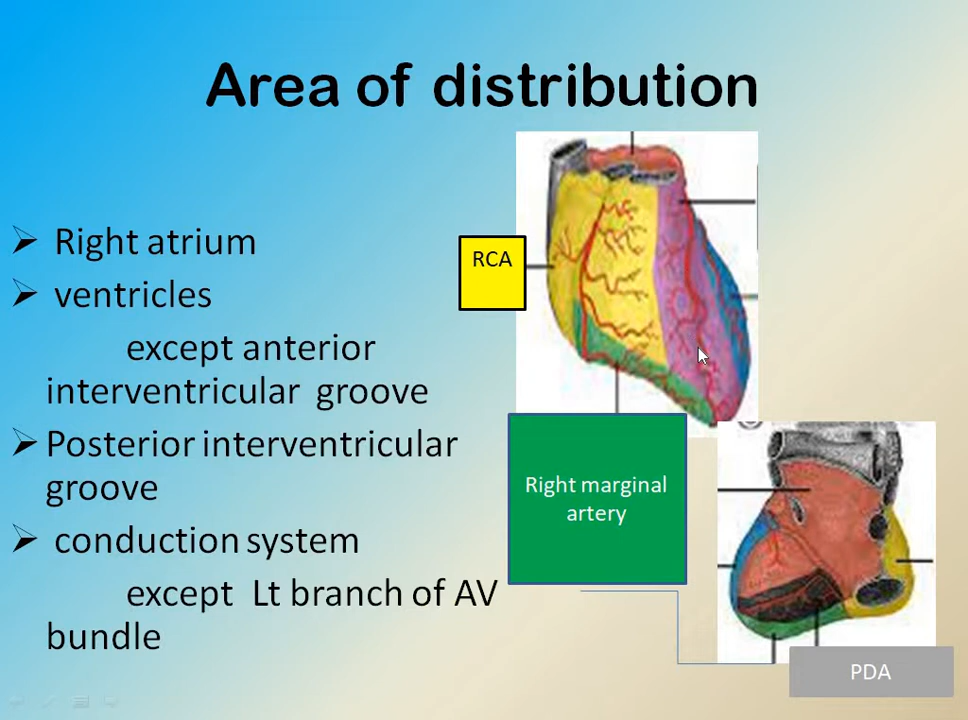 Area of distribution
➢ Right atrium
➢ ventricles
except anterior
interventricular groove
➢ Posterior interventricular
groove
➢ conduction system
except Lt branch of AV
bundle
RCA
Right marginal
artery
PDA